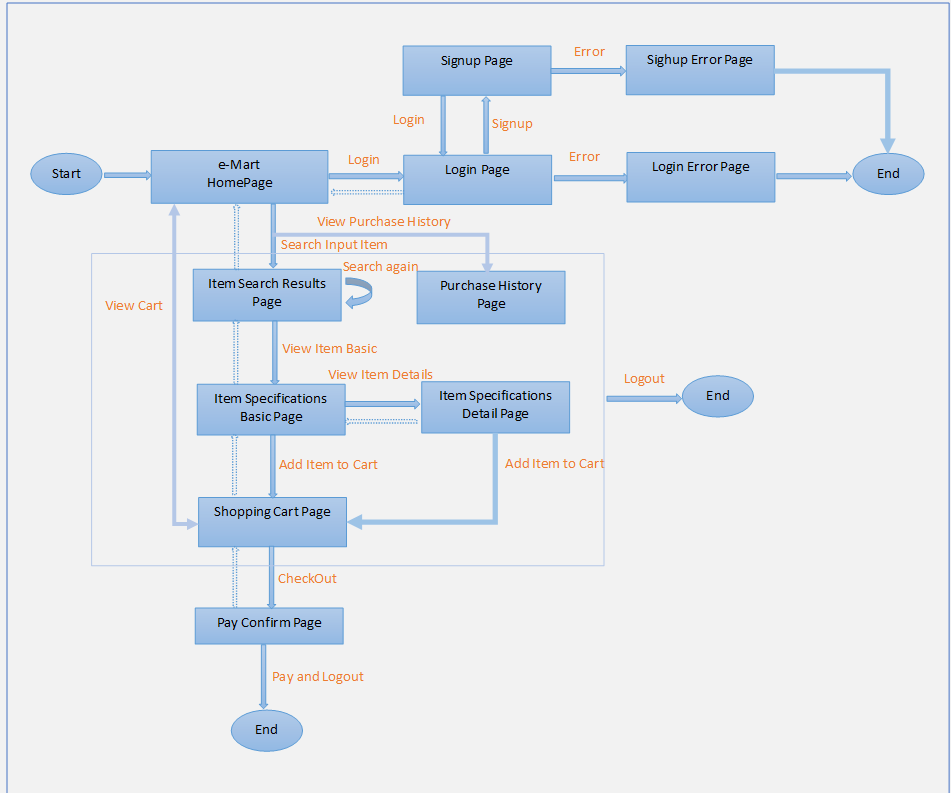 Signup Page
Error
Sighup Error Page
Login
Signup
Start
e-Mart
HomePage
Login
Login Page
Error
Login Error Page
End
View Purchase History
Search Input Item
Search again
Item Search Results
Page
Purchase History
Page
View Cart
View Item Basic
View Item Details
Item Specifications
Basic Page
Item Specifications
Detail Page
Logout
End
Add Item to Cart
Add Item to Cart
Shopping Cart Page
CheckOut
Pay Confirm Page
Pay and Logout
End